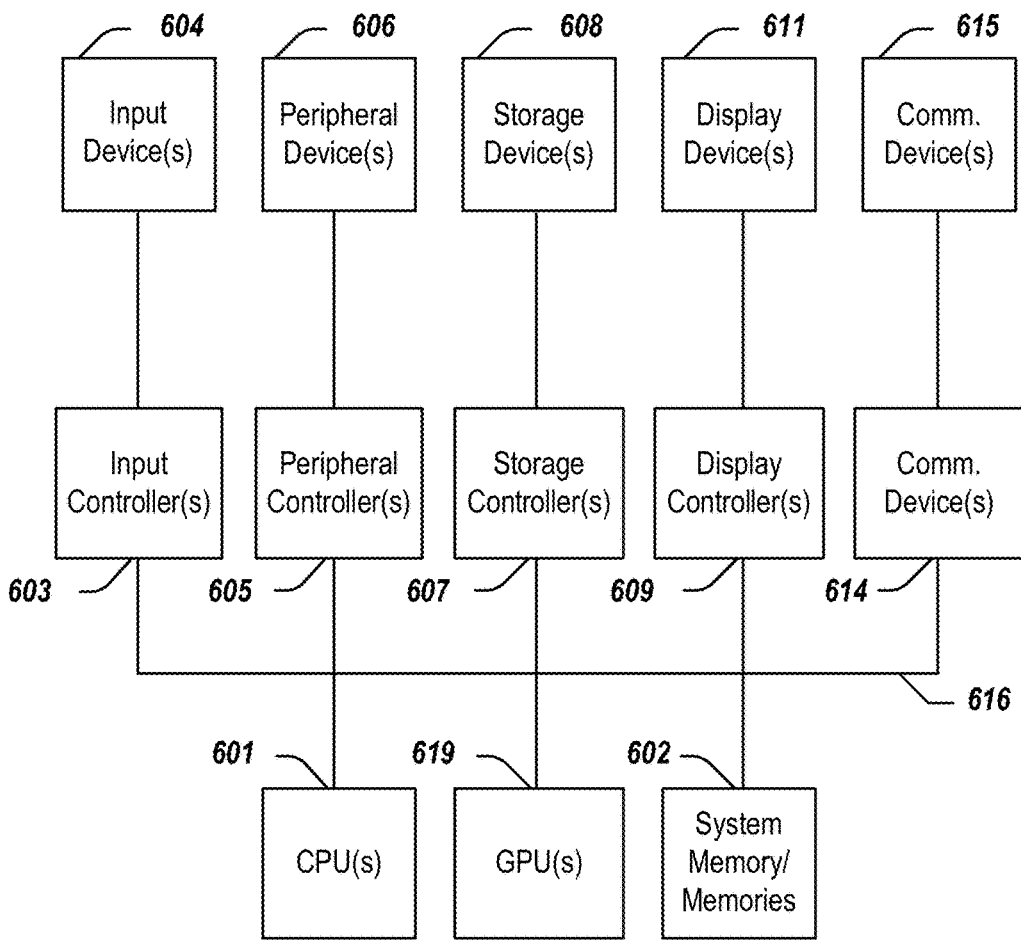 604
606
608
611
615
Input
Device(s)
Peripheral
Device(s)
Storage
Device(s)
Display
Device(s)
Comm.
Device(s)
Input
Controller(s)
Peripheral
Controller(s)
Storage
Controller(s)
Display
Controller(s)
Comm.
Device(s)
603
605
607
609
614
616
601
619
602
CPU(s)
GPU(s)
System
Memory/
Memories